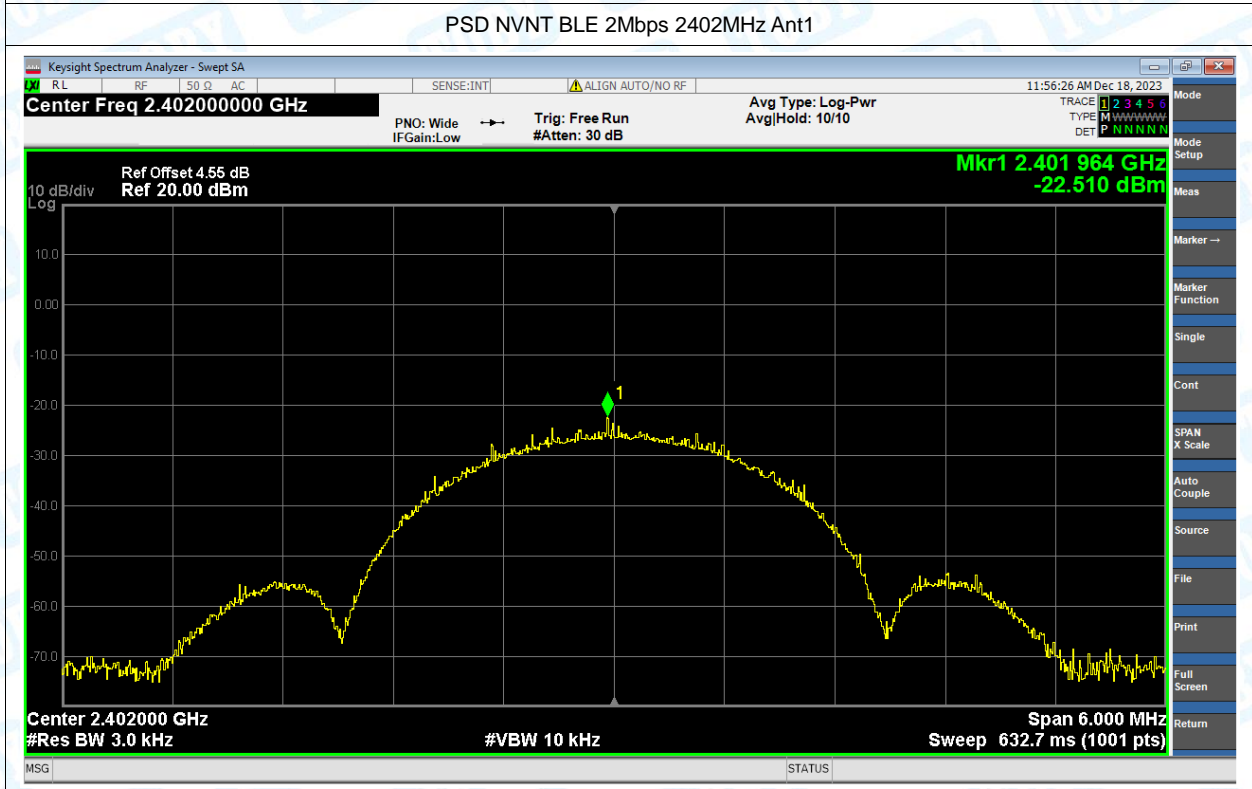 PSD NVNT BLE 2Mbps 2402MHz Ant1
Keysight Spectrum Analyzer - Swept SA
LXI RL RF 50 Ω AC SENSE:INT ALIGN AUTO/NO RF 11:56:26 AM Dec 18, 2023
Center Freq 2.402000000 GHz
PNO: Wide
IFGain:Low
Trig: Free Run
#Atten: 30 dB
Avg Type: Log-Pwr
Avg|Hold: 10/10
TRACE 1 2 3 4 5 6
TYPE M WWWWW
DET P N N N N N
Ref Offset 4.55 dB
10 dB/div Ref 20.00 dBm
Log
Mkr1 2.401 964 GHz
-22.510 dBm
1
10.0
0.00
-10.0
-20.0
-30.0
-40.0
-50.0
-60.0
-70.0
Center 2.402000 GHz
Span 6.000 MHz
#Res BW 3.0 kHz
#VBW 10 kHz
Sweep 632.7 ms (1001 pts)
MSG
STATUS
Mode
Mode
Setup
Meas
Marker →
Marker
Function
Single
Cont
SPAN
X Scale
Auto
Couple
Source
File
Print
Full
Screen
Return